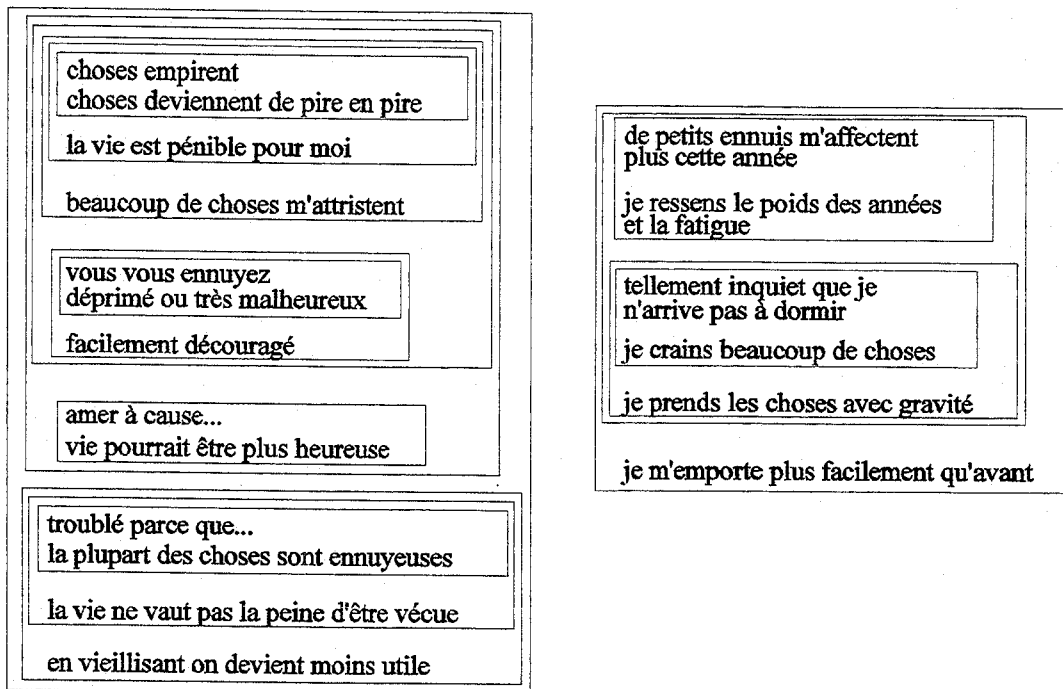 choses empirent
choses deviennent de pire en pire
la vie est pénible pour moi
beaucoup de choses m'attristent
vous vous ennuyez
déprimé ou très malheureux
facilement découragé
amer à cause...
vie pourrait être plus heureuse
troublé parce que...
la plupart des choses sont ennuyeuses
la vie ne vaut pas la peine d'être vécue
en vieillisant on devient moins utile
de petits ennuis m'affectent
plus cette année
je ressens le poids des années
et la fatigue
tellement inquiet que je
n'arrive pas à dormir
je crains beaucoup de choses
je prends les choses avec gravité
je m'emporte plus facilement qu'avant